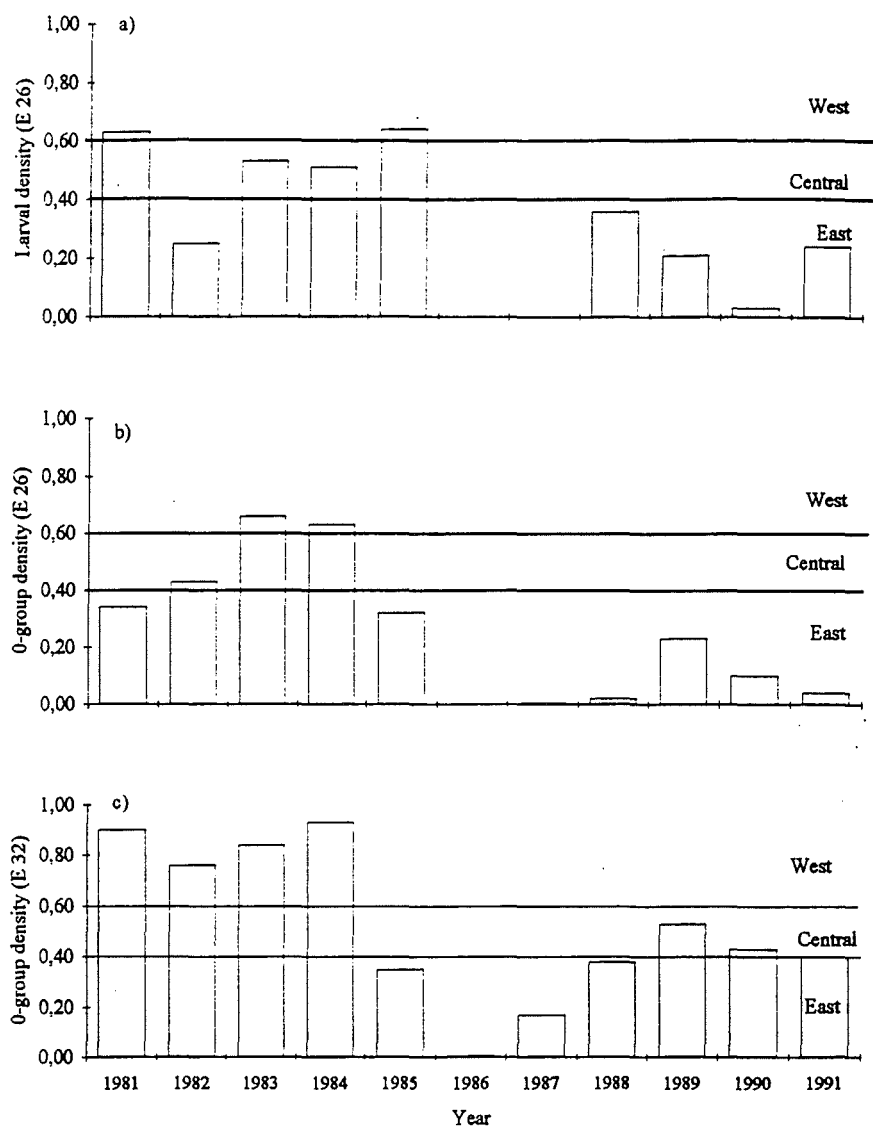 a)
Larval density (E 26)
1,00
0,80
0,60
0,40
0,20
0,00
West
Central
East
b)
0-group density (E 26)
1,00
0,80
0,60
0,40
0,20
0,00
West
Central
East
c)
0-group density (E 32)
1,00
0,80
0,60
0,40
0,20
0,00
West
Central
East
1981 1982 1983 1984 1985 1986 1987 1988 1989 1990 1991
Year